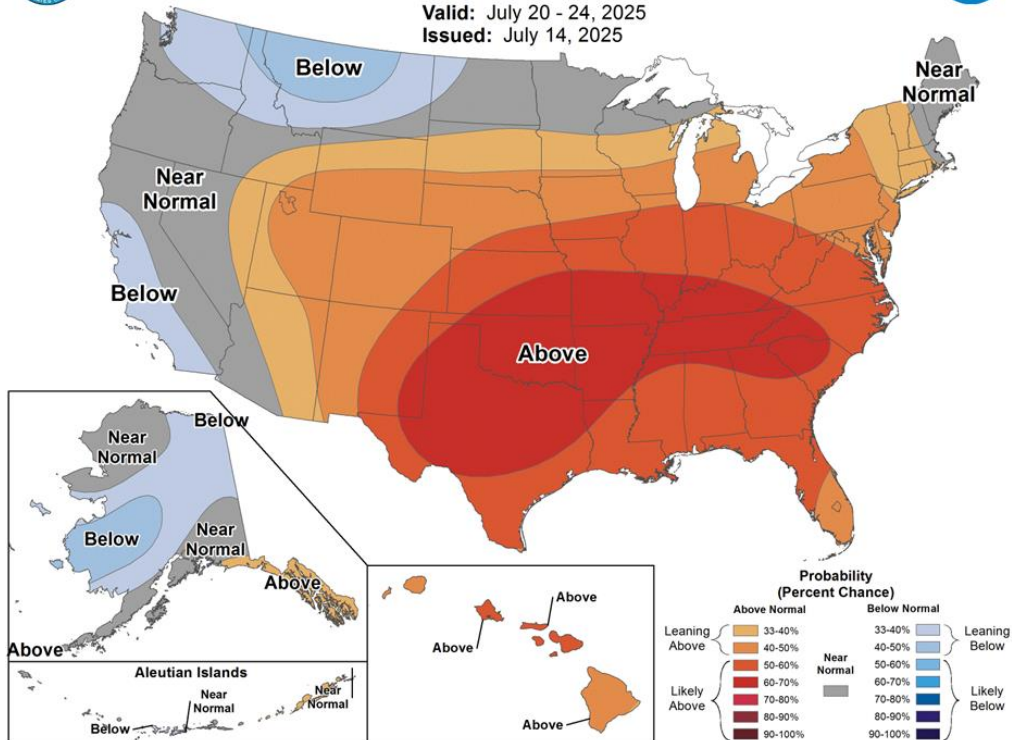 Valid: July 20 - 24, 2025
Issued: July 14, 2025
Below
Near
Normal
Near
Normal
Below
Above
Below
Near
Normal
Below
Near
Normal
Above
Above
Aleutian Islands
Near
Normal
Near
Normal
Below
Above
Above
Above
Probability
(Percent Chance)
Above Normal
Below Normal
Leaning
Above
33-40%
40-50%
Likely
Above
50-60%
60-70%
70-80%
80-90%
90-100%
Near
Normal
33-40%
40-50%
Leaning
Below
50-60%
60-70%
70-80%
80-90%
90-100%
Likely
Below